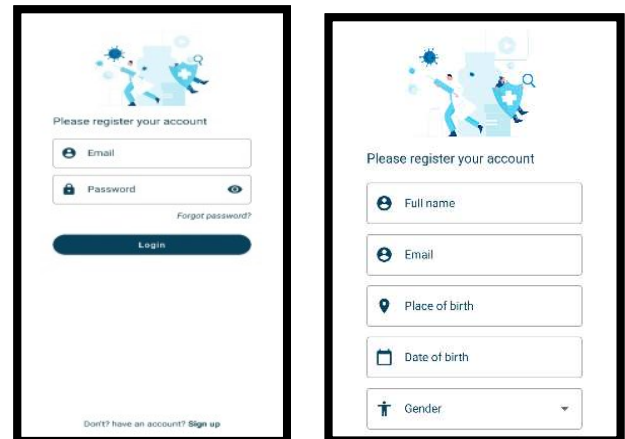 Please register your account
Email
Password
Forgot password?
Login
Don't? have an account? Sign up
Please register your account
Full name
Email
Place of birth
Date of birth
Gender